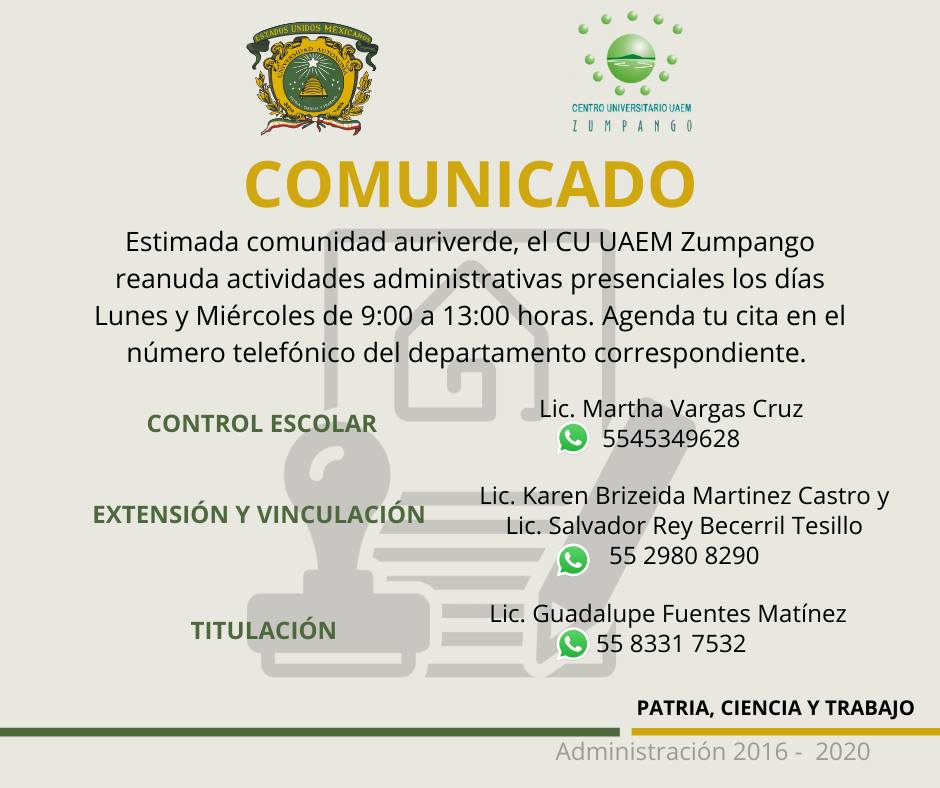 ESTADOS UNIDOS MEXICANOS
UNIVERSIDAD AUTÓNOMA
PATRIA, CIENCIA Y TRABAJO
CENTRO UNIVERSITARIO UAEM
ZUMPANGO
COMUNICADO
Estimada comunidad auriverde, el CU UAEM Zumpango
reanuda actividades administrativas presenciales los días
Lunes y Miércoles de 9:00 a 13:00 horas. Agenda tu cita en el
número telefónico del departamento correspondiente.
CONTROL ESCOLAR
Lic. Martha Vargas Cruz
5545349628
EXTENSIÓN Y VINCULACIÓN
Lic. Karen Brizeida Martinez Castro y
Lic. Salvador Rey Becerril Tesillo
55 2980 8290
TITULACIÓN
Lic. Guadalupe Fuentes Matínez
55 8331 7532
PATRIA, CIENCIA Y TRABAJO
Administración 2016 - 2020